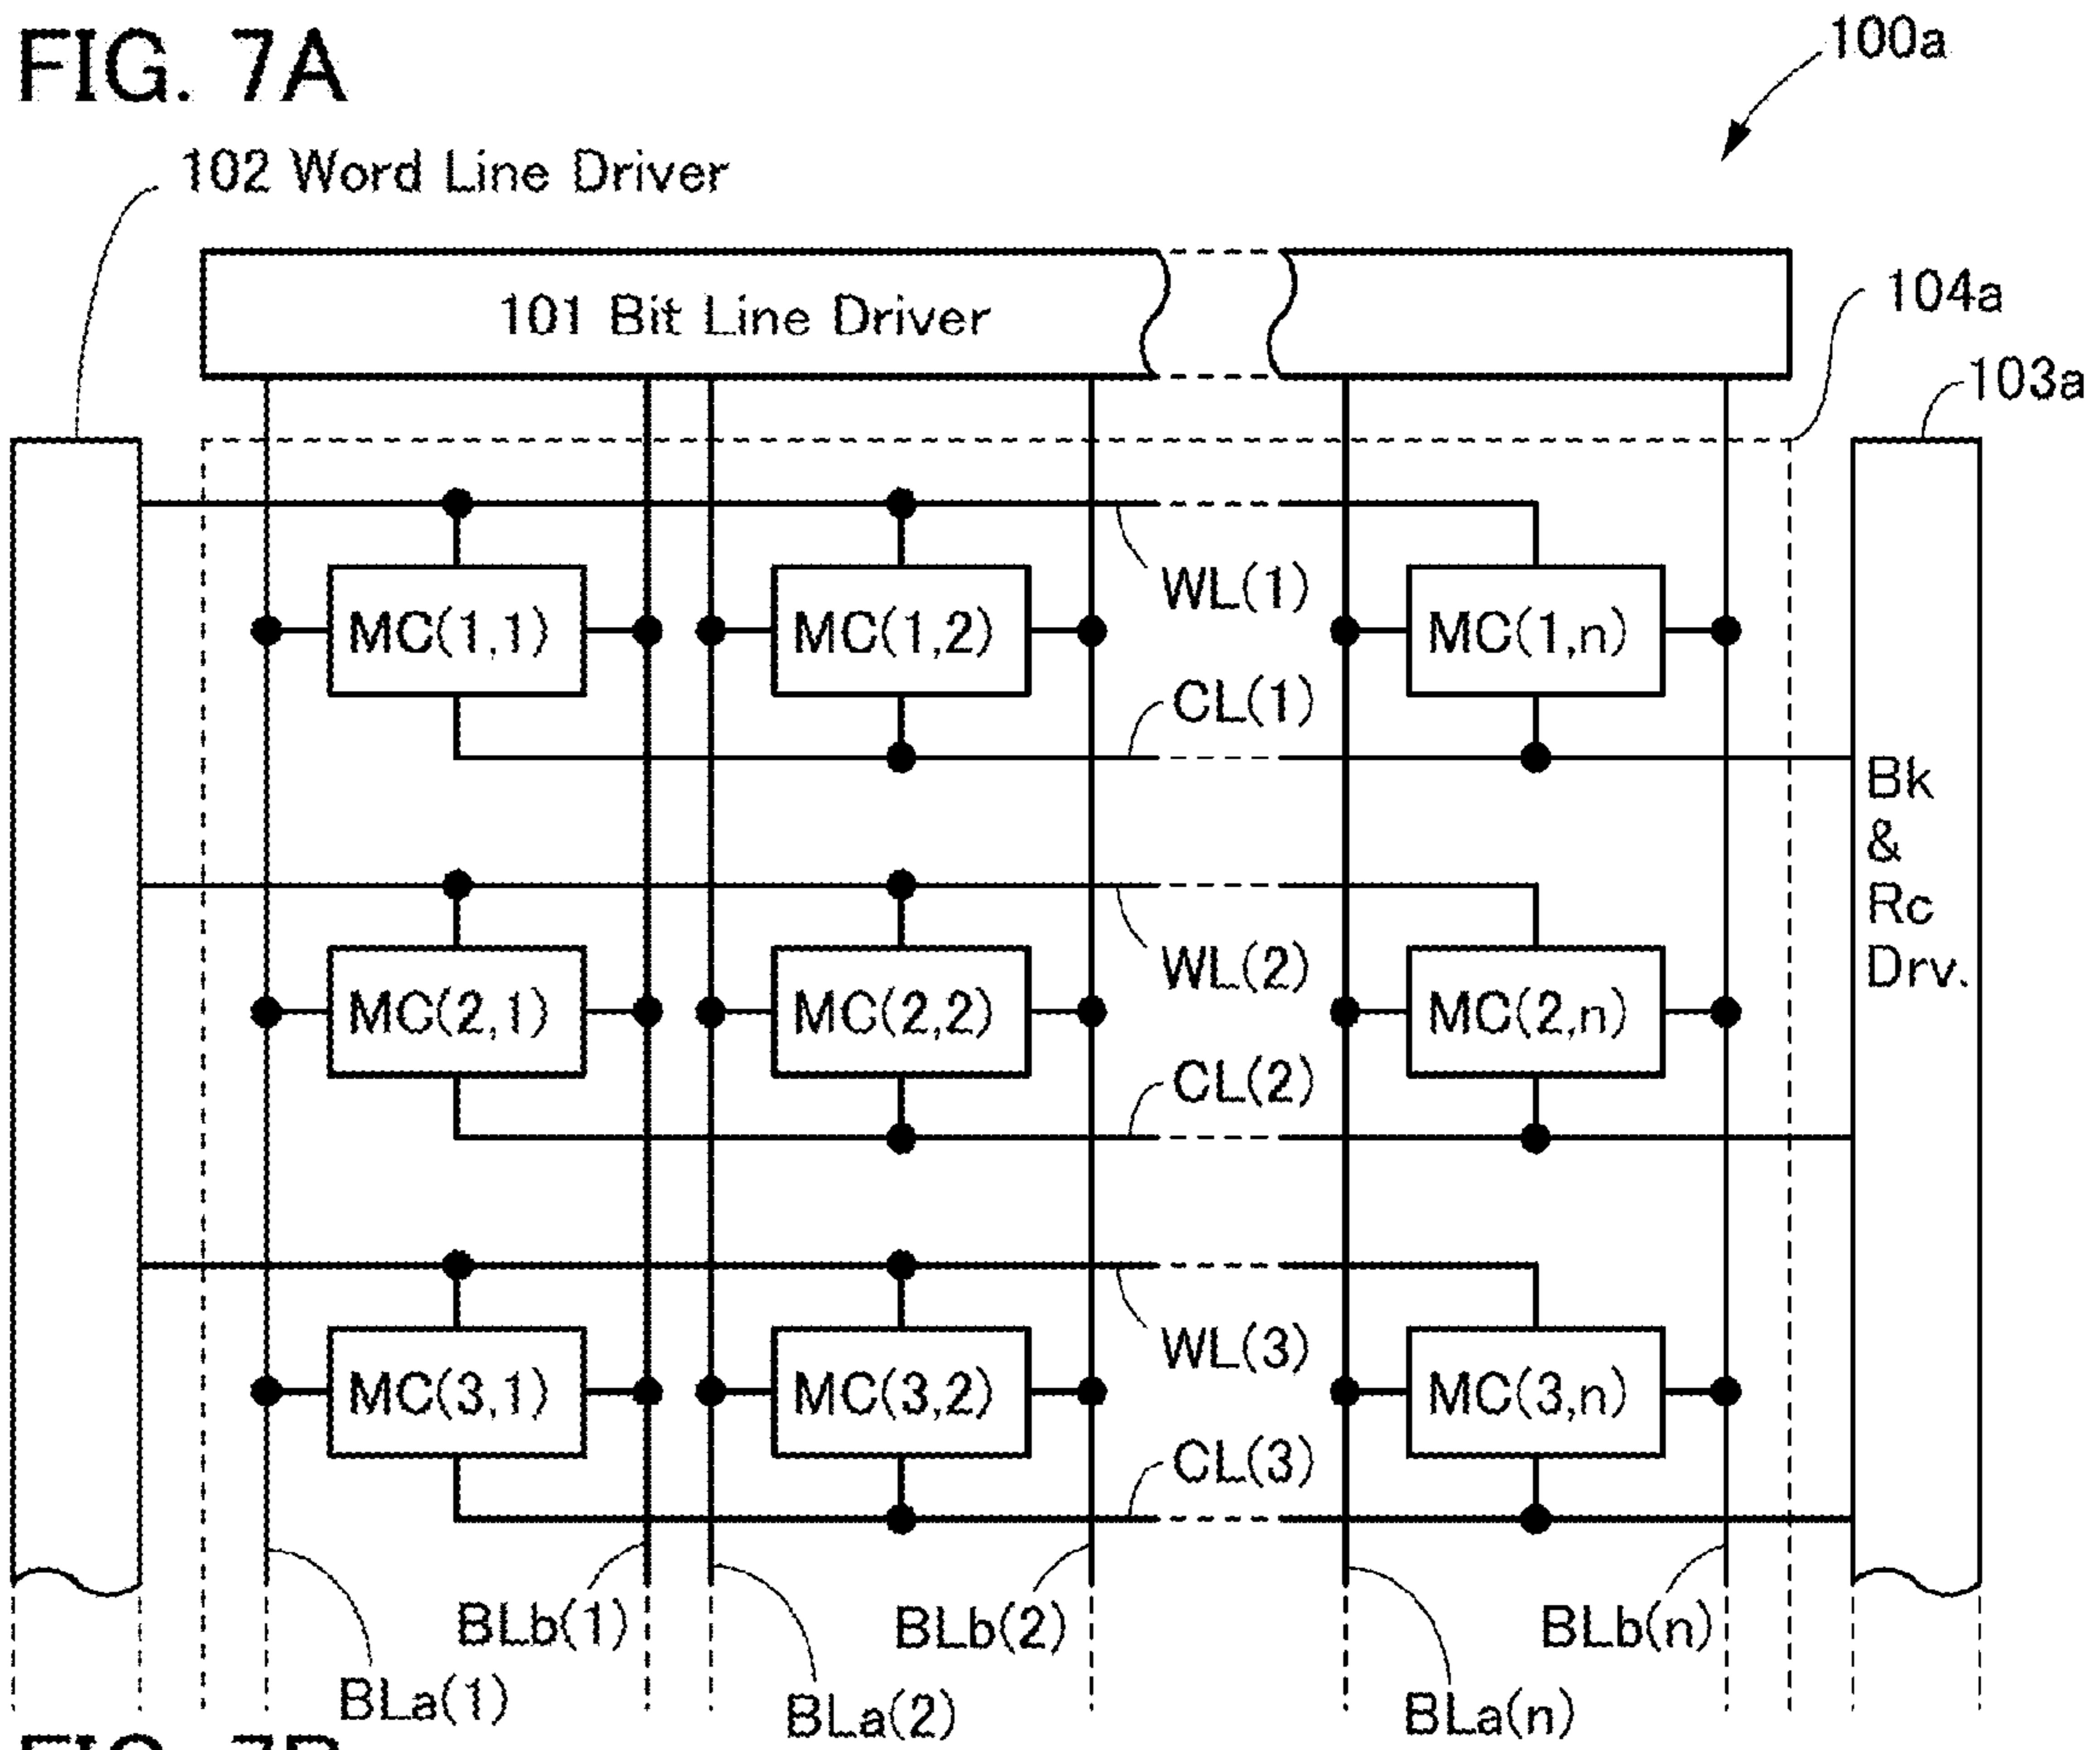 FIG. 7A
100a
102 Word Line Driver
101 Bit Line Driver
104a
103a
WL(1)
MC(1,1)
MC(1,2)
MC(1,n)
CL(1)
Bk
&
Rc
Drv.
WL(2)
MC(2,1)
MC(2,2)
MC(2,n)
CL(2)
WL(3)
MC(3,1)
MC(3,2)
MC(3,n)
CL(3)
BLb(1)
BLb(2)
BLb(n)
BLa(1)
BLa(2)
BLa(n)